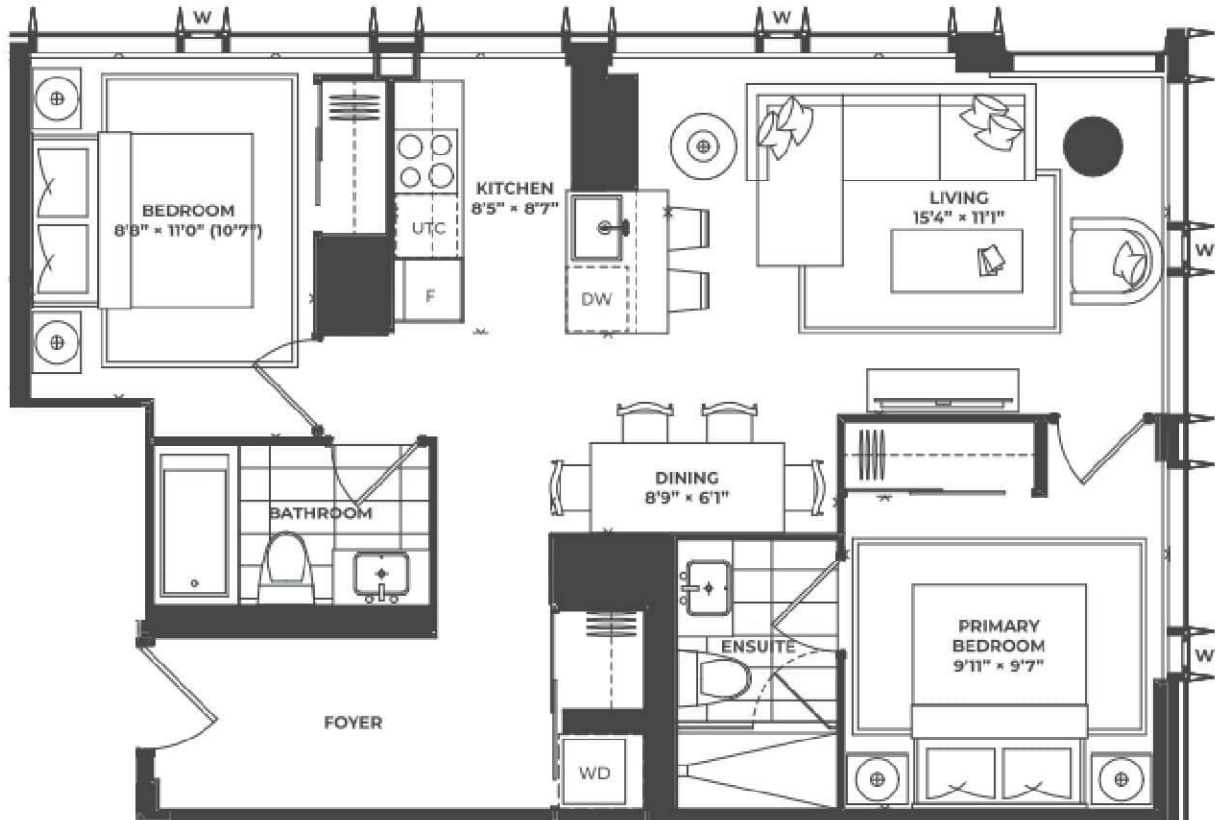 W
W
BEDROOM
8'8" × 11'0" (10'7")
KITCHEN
8'5" × 8'7"
UTC
F
DW
LIVING
15'4" × 11'1"
W
DINING
8'9" × 6'1"
BATHROOM
ENSUITE
PRIMARY
BEDROOM
9'11" × 9'7"
W
FOYER
WD